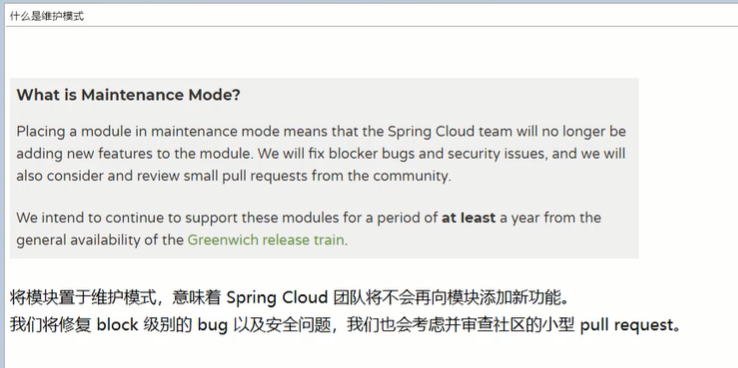 什么是维护模式
What is Maintenance Mode?
Placing a module in maintenance mode means that the Spring Cloud team will no longer be
adding new features to the module. We will fix blocker bugs and security issues, and we will
also consider and review small pull requests from the community.
We intend to continue to support these modules for a period of at least a year from the
general availability of the Greenwich release train.
将模块置于维护模式，意味着 Spring Cloud 团队将不会再向模块添加新功能。
我们将修复 block 级别的 bug 以及安全问题，我们也会考虑并审查社区的小型 pull request。